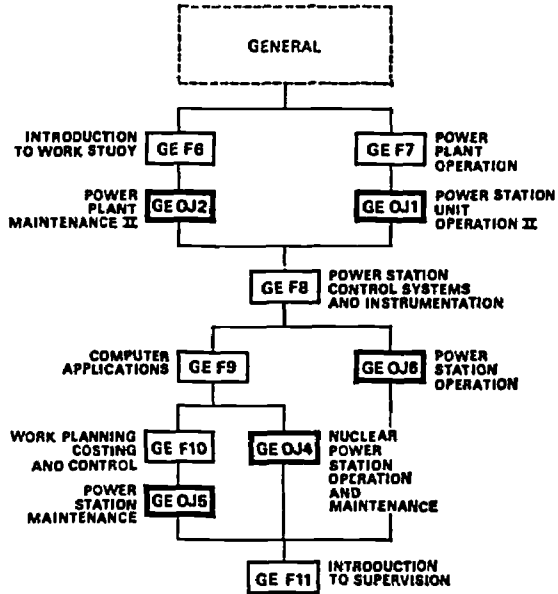 GENERAL
INTRODUCTION
TO WORK STUDY
GE F6
GE F7
POWER
PLANT
OPERATION
POWER
PLANT
MAINTENANCE II
GE OJ2
GE OJ1
POWER STATION
UNIT
OPERATION II
GE F8
POWER STATION
CONTROL SYSTEMS
AND INSTRUMENTATION
COMPUTER
APPLICATIONS
GE F9
GE OJ6
POWER
STATION
OPERATION
WORK PLANNING
COSTING
AND CONTROL
GE F10
GE OJ4
NUCLEAR
POWER
STATION
OPERATION
AND
MAINTENANCE
POWER
STATION
MAINTENANCE
GE OJ5
GE F11
INTRODUCTION
TO SUPERVISION